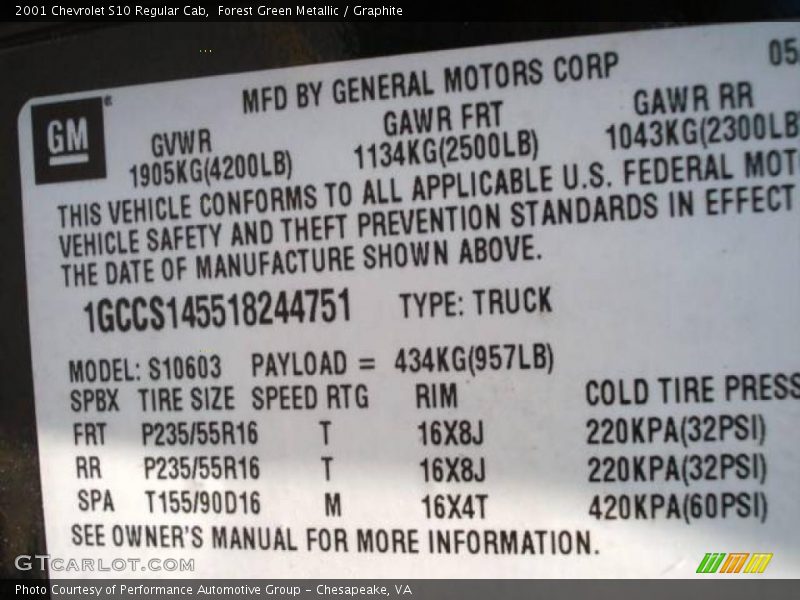 2001 Chevrolet S10 Regular Cab,  Forest Green Metallic / Graphite
MFD BY GENERAL MOTORS CORP 05
GM
GVWR GAWR FRT GAWR RR
1905KG(4200LB) 1134KG(2500LB) 1043KG(2300LB)
THIS VEHICLE CONFORMS TO ALL APPLICABLE U.S. FEDERAL MOT
VEHICLE SAFETY AND THEFT PREVENTION STANDARDS IN EFFECT
THE DATE OF MANUFACTURE SHOWN ABOVE.
1GCCS145518244751 TYPE: TRUCK
MODEL: S10603 PAYLOAD = 434KG(957LB)
SPBX TIRE SIZE SPEED RTG RIM COLD TIRE PRESS
FRT P235/55R16 T 16X8J 220KPA(32PSI)
RR P235/55R16 T 16X8J 220KPA(32PSI)
SPA T155/90D16 M 16X4T 420KPA(60PSI)
SEE OWNER'S MANUAL FOR MORE INFORMATION.
GTCARLOT.COM
Photo Courtesy of Performance Automotive Group - Chesapeake, VA